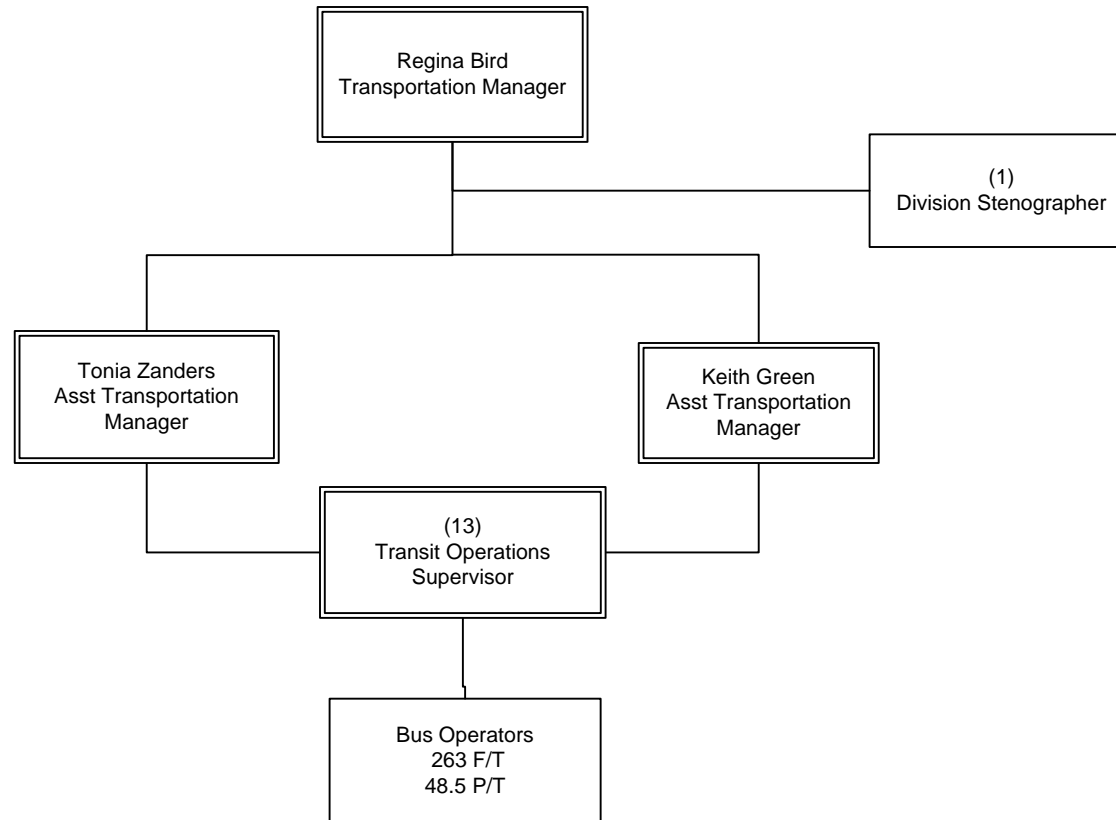 Regina Bird
Transportation Manager
(1)
Division Stenographer
Tonia Zanders
Asst Transportation
Manager
Keith Green
Asst Transportation
Manager
(13)
Transit Operations
Supervisor
Bus Operators
263 F/T
48.5 P/T